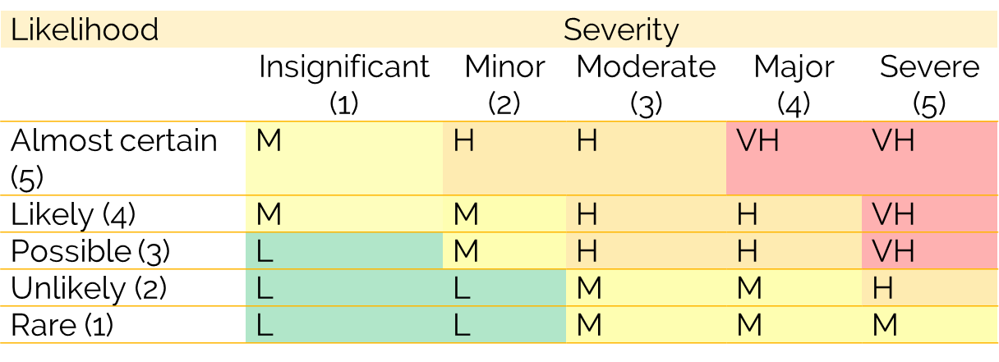 Likelihood Severity
Insignificant Minor Moderate Major Severe
(1) (2) (3) (4) (5)
Almost certain M H H VH VH
(5)
Likely (4) M M H H VH
Possible (3) L M H H VH
Unlikely (2) L L M M H
Rare (1) L L M M M